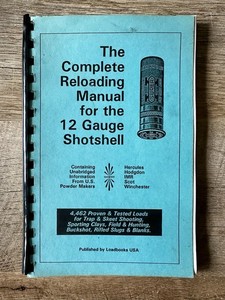 The
Complete
Reloading
Manual
for the
12 Gauge
Shotshell
Containing
Unabridged
Information
From U.S.
Powder Makers
Hercules
Hodgdon
IMR
Scot
Winchester
4,462 Proven & Tested Loads
for Trap & Skeet Shooting,
Sporting Clays, Field & Hunting,
Buckshot, Rifled Slugs & Blanks.
Published by Loadbooks USA